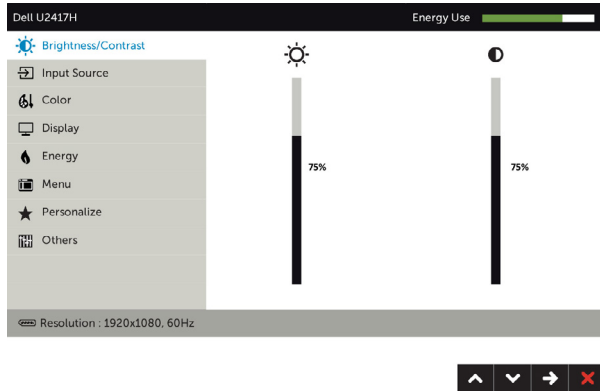 Dell U2417H
Energy Use
Brightness/Contrast
Input Source
Color
Display
Energy
Menu
Personalize
Others
75%
75%
Resolution : 1920x1080, 60Hz